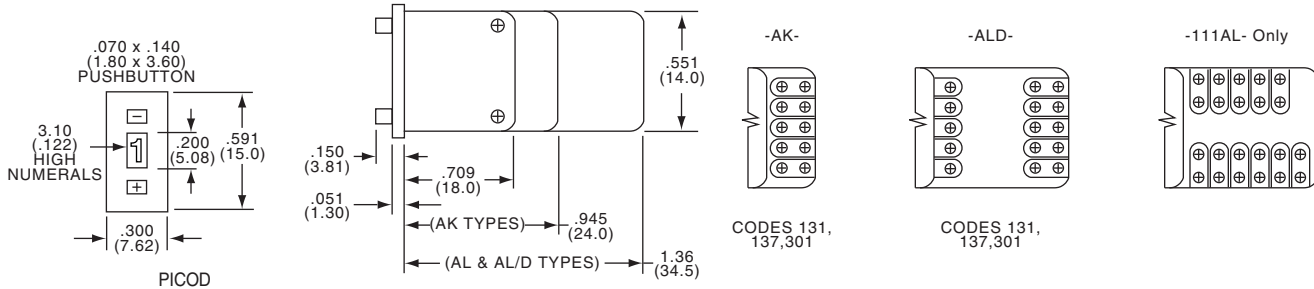 .070 x .140
(1.80 x 3.60)
PUSHBUTTON
3.10
(.122)
HIGH
NUMERALS
−
1
+
.200
(5.08)
.591
(15.0)
.300
(7.62)
PICOD
.551
(14.0)
.150
(3.81)
.709
(18.0)
.051
(1.30)
(AK TYPES)
.945
(24.0)
(AL & AL/D TYPES)
1.36
(34.5)
-AK-
CODES 131,
137,301
-ALD-
CODES 131,
137,301
-111AL- Only